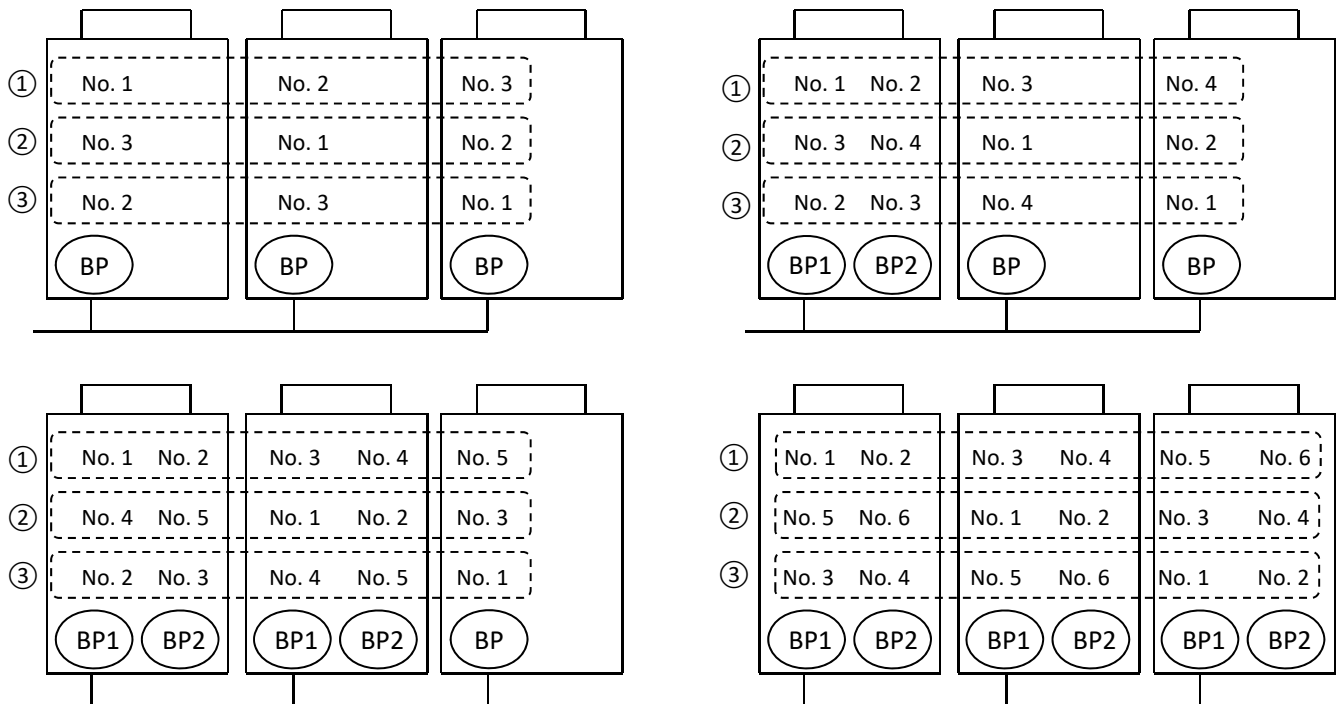 ① No. 1 No. 2 No. 3
② No. 3 No. 1 No. 2
③ No. 2 No. 3 No. 1
BP BP BP
① No. 1 No. 2 No. 3 No. 4
② No. 3 No. 4 No. 1 No. 2
③ No. 2 No. 3 No. 4 No. 1
BP1 BP2 BP BP
① No. 1 No. 2 No. 3 No. 4 No. 5
② No. 4 No. 5 No. 1 No. 2 No. 3
③ No. 2 No. 3 No. 4 No. 5 No. 1
BP1 BP2 BP1 BP2 BP
① No. 1 No. 2 No. 3 No. 4 No. 5 No. 6
② No. 5 No. 6 No. 1 No. 2 No. 3 No. 4
③ No. 3 No. 4 No. 5 No. 6 No. 1 No. 2
BP1 BP2 BP1 BP2 BP1 BP2